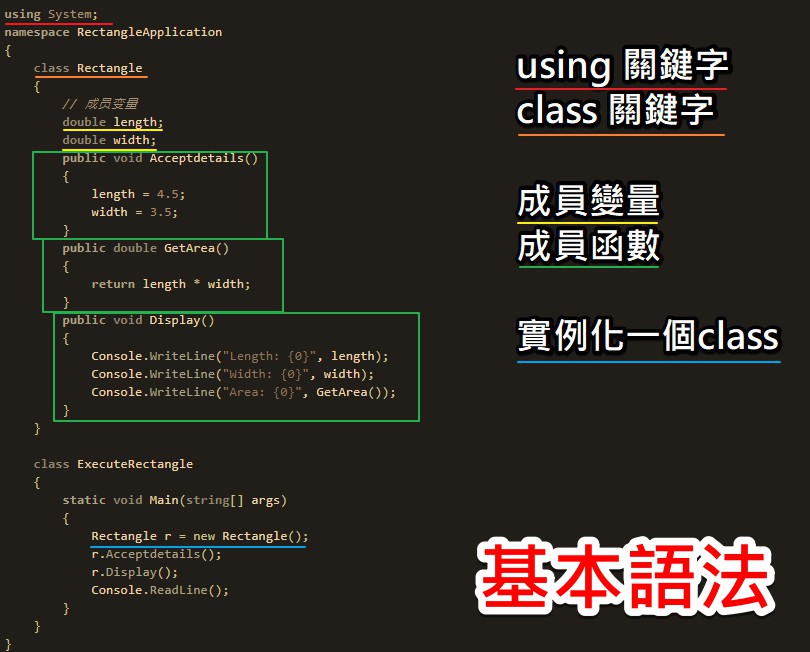 using System;
namespace RectangleApplication
{
    class Rectangle
    {
        // 成员变量
        double length;
        double width;
        public void Acceptdetails()
        {
            length = 4.5;
            width = 3.5;
        }
        public double GetArea()
        {
            return length * width;
        }
        public void Display()
        {
            Console.WriteLine("Length: {0}", length);
            Console.WriteLine("Width: {0}", width);
            Console.WriteLine("Area: {0}", GetArea());
        }
    }

    class ExecuteRectangle
    {
        static void Main(string[] args)
        {
            Rectangle r = new Rectangle();
            r.Acceptdetails();
            r.Display();
            Console.ReadLine();
        }
    }
}
using 關鍵字
class 關鍵字
成員變量
成員函數
實例化一個class
基本語法